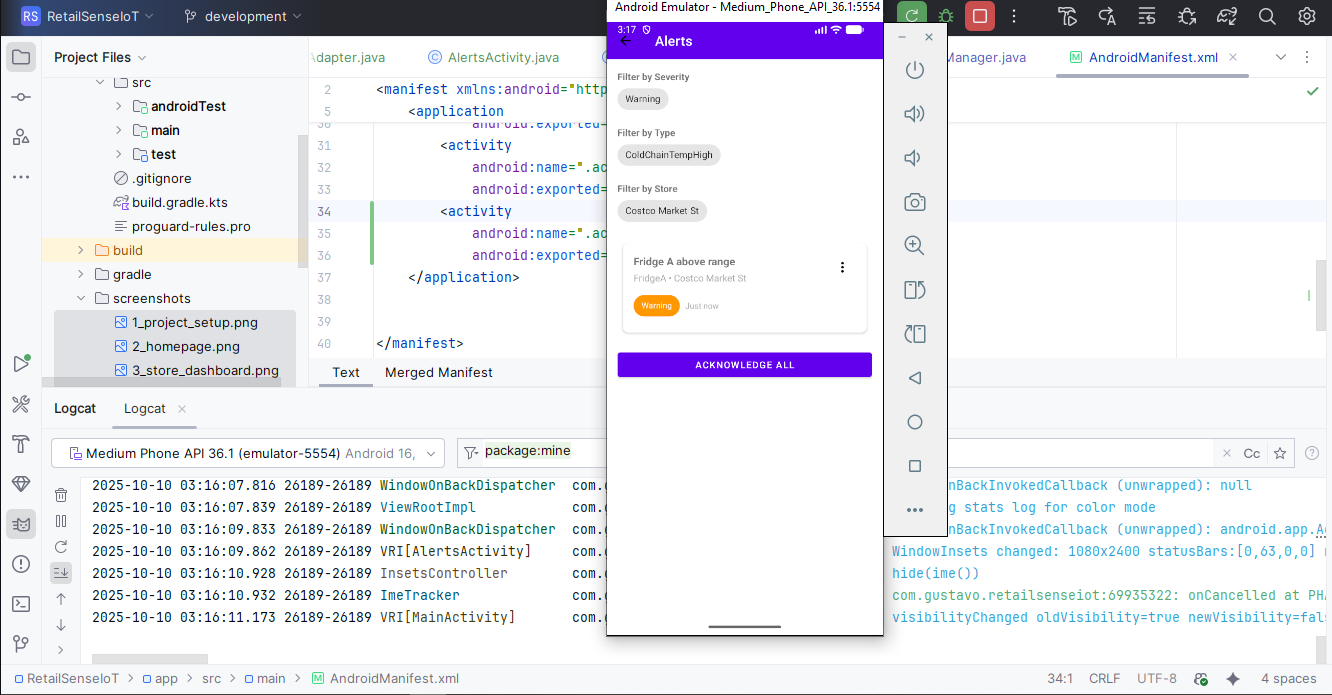 RS RetailSenseIoT
development
Android Emulator - Medium_Phone_API_36.1:5554
Project Files
src
androidTest
main
test
.gitignore
build.gradle.kts
proguard-rules.pro
build
gradle
screenshots
1_project_setup.png
2_homepage.png
3_store_dashboard.png
Adapter.java
AlertsActivity.java
Manager.java
AndroidManifest.xml
2 <manifest xmlns:android="http
5 <application
30 android:exported=
31 <activity
32 android:name=".ac
33 android:exported=
34 <activity
35 android:name=".ac
36 android:exported=
37 </application>
38
39
40 </manifest>
Text Merged Manifest
3:17
Alerts
Filter by Severity
Warning
Filter by Type
ColdChainTempHigh
Filter by Store
Costco Market St
Fridge A above range
FridgeA • Costco Market St
Warning Just now
ACKNOWLEDGE ALL
Logcat Logcat
Medium Phone API 36.1 (emulator-5554) Android 16,
package:mine
Cc
2025-10-10 03:16:07.816 26189-26189 WindowOnBackDispatcher com.g nBackInvokedCallback (unwrapped): null
2025-10-10 03:16:07.839 26189-26189 ViewRootImpl com.g g stats log for color mode
2025-10-10 03:16:09.833 26189-26189 WindowOnBackDispatcher com.g nBackInvokedCallback (unwrapped): android.app.Ac
2025-10-10 03:16:09.862 26189-26189 VRI[AlertsActivity] com.g WindowInsets changed: 1080x2400 statusBars:[0,63,0,0]
2025-10-10 03:16:10.928 26189-26189 InsetsController com.g hide(ime())
2025-10-10 03:16:10.932 26189-26189 ImeTracker com.g com.gustavo.retailsenseiot:69935322: onCancelled at PHA
2025-10-10 03:16:11.173 26189-26189 VRI[MainActivity] com.g visibilityChanged oldVisibility=true newVisibility=fals
RetailSenseIoT > app > src > main > AndroidManifest.xml
34:1 CRLF UTF-8 4 spaces